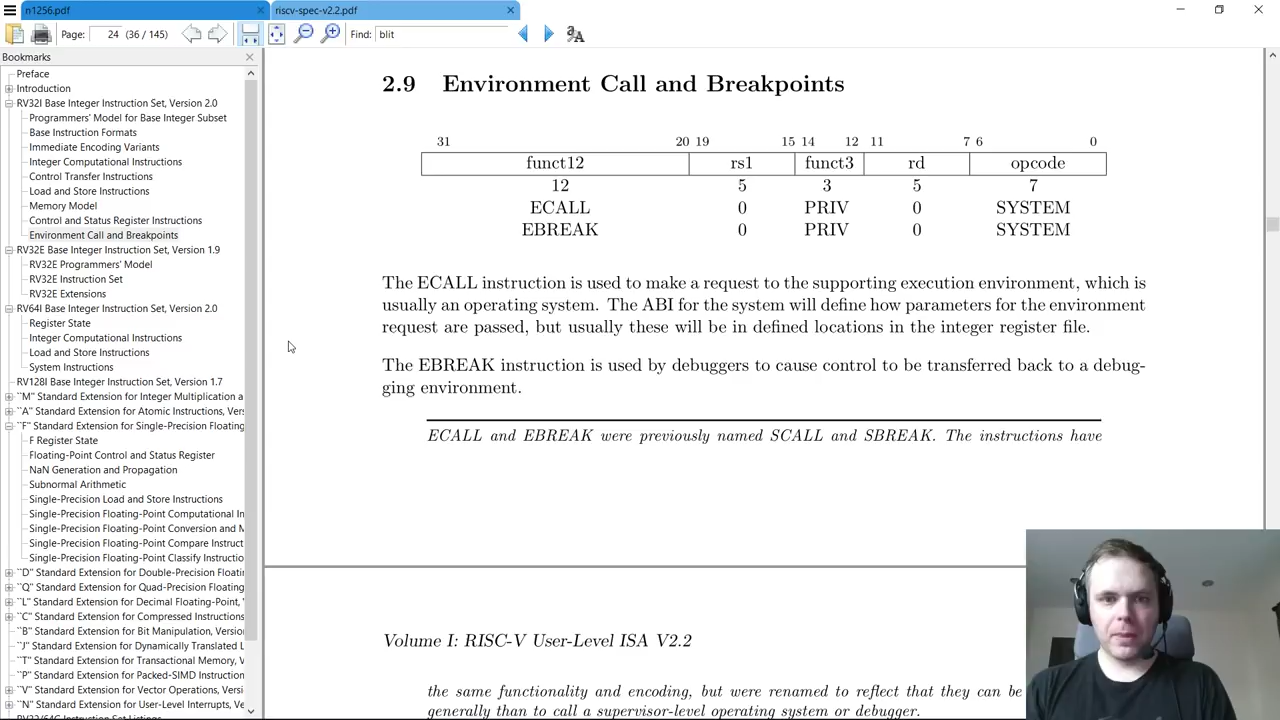 n1256.pdf
riscv-spec-v2.2.pdf
Page: 24 (36 / 145)
Find: blit
Bookmarks
Preface
Introduction
RV32I Base Integer Instruction Set, Version 2.0
Programmers' Model for Base Integer Subset
Base Instruction Formats
Immediate Encoding Variants
Integer Computational Instructions
Control Transfer Instructions
Load and Store Instructions
Memory Model
Control and Status Register Instructions
Environment Call and Breakpoints
RV32E Base Integer Instruction Set, Version 1.9
RV32E Programmers' Model
RV32E Instruction Set
RV32E Extensions
RV64I Base Integer Instruction Set, Version 2.0
Register State
Integer Computational Instructions
Load and Store Instructions
System Instructions
RV128I Base Integer Instruction Set, Version 1.7
``M'' Standard Extension for Integer Multiplication a
``A'' Standard Extension for Atomic Instructions, Vers
``F'' Standard Extension for Single-Precision Floating
F Register State
Floating-Point Control and Status Register
NaN Generation and Propagation
Subnormal Arithmetic
Single-Precision Load and Store Instructions
Single-Precision Floating-Point Computational In
Single-Precision Floating-Point Conversion and M
Single-Precision Floating-Point Compare Instruct
Single-Precision Floating-Point Classify Instructio
``D'' Standard Extension for Double-Precision Floati
``Q'' Standard Extension for Quad-Precision Floating
``L'' Standard Extension for Decimal Floating-Point,
``C'' Standard Extension for Compressed Instructions
``B'' Standard Extension for Bit Manipulation, Versio
``J'' Standard Extension for Dynamically Translated L
``T'' Standard Extension for Transactional Memory, V
``P'' Standard Extension for Packed-SIMD Instruction
``V'' Standard Extension for Vector Operations, Versi
``N'' Standard Extension for User-Level Interrupts, Ve
RV32/64G Instruction Set Listings
2.9 Environment Call and Breakpoints
31 20 19 15 14 12 11 7 6 0
funct12 rs1 funct3 rd opcode
12 5 3 5 7
ECALL 0 PRIV 0 SYSTEM
EBREAK 0 PRIV 0 SYSTEM
The ECALL instruction is used to make a request to the supporting execution environment, which is
usually an operating system. The ABI for the system will define how parameters for the environment
request are passed, but usually these will be in defined locations in the integer register file.
The EBREAK instruction is used by debuggers to cause control to be transferred back to a debug-
ging environment.
ECALL and EBREAK were previously named SCALL and SBREAK. The instructions have
Volume I: RISC-V User-Level ISA V2.2
the same functionality and encoding, but were renamed to reflect that they can be
generally than to call a supervisor-level operating system or debugger.